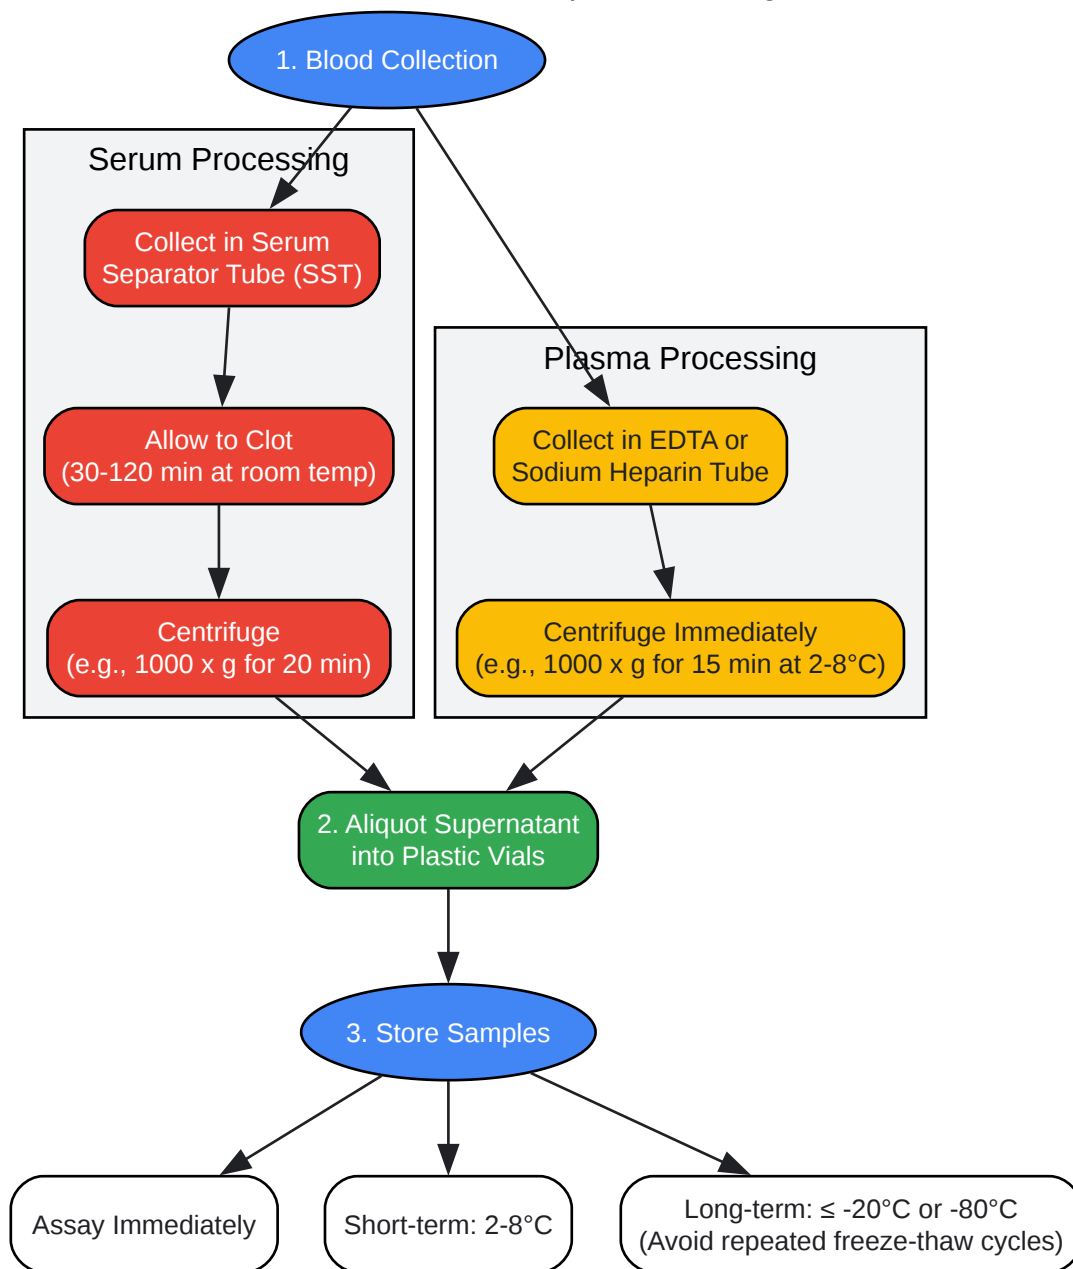 1. Blood Collection
Serum Processing
Collect in Serum
Separator Tube (SST)
Allow to Clot
(30-120 min at room temp)
Centrifuge
(e.g., 1000 x g for 20 min)
Plasma Processing
Collect in EDTA or
Sodium Heparin Tube
Centrifuge Immediately
(e.g., 1000 x g for 15 min at 2-8°C)
2. Aliquot Supernatant
into Plastic Vials
3. Store Samples
Assay Immediately
Short-term: 2-8°C
Long-term: ≤ -20°C or -80°C
(Avoid repeated freeze-thaw cycles)